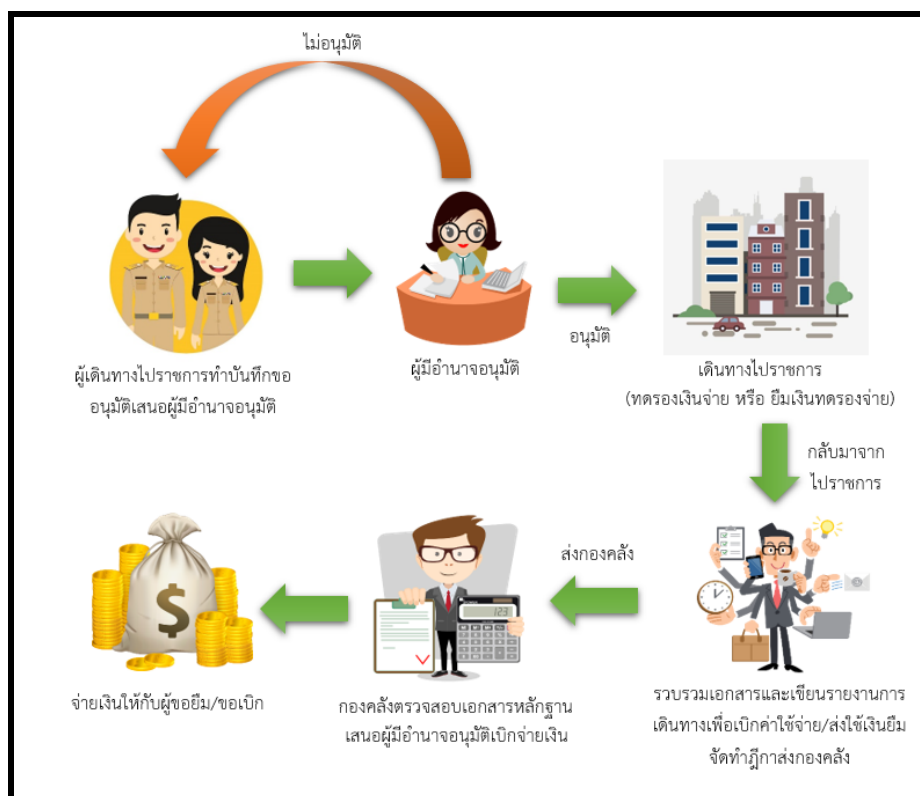 ไม่อนุมัติ
ผู้เดินทางไปราชการทำบันทึกขอ
อนุมัติเสนอผู้มีอำนาจอนุมัติ
ผู้มีอำนาจอนุมัติ
อนุมัติ
เดินทางไปราชการ
(ทดรองเงินจ่าย หรือ ยืมเงินทดรองจ่าย)
กลับมาจาก
ไปราชการ
รวบรวมเอกสารและเขียนรายงานการ
เดินทางเพื่อเบิกค่าใช้จ่าย/ส่งใช้เงินยืม
จัดทำฎีกาส่งกองคลัง
ส่งกองคลัง
123
กองคลังตรวจสอบเอกสารหลักฐาน
เสนอผู้มีอำนาจอนุมัติเบิกจ่ายเงิน
$
จ่ายเงินให้กับผู้ขอยืม/ขอเบิก